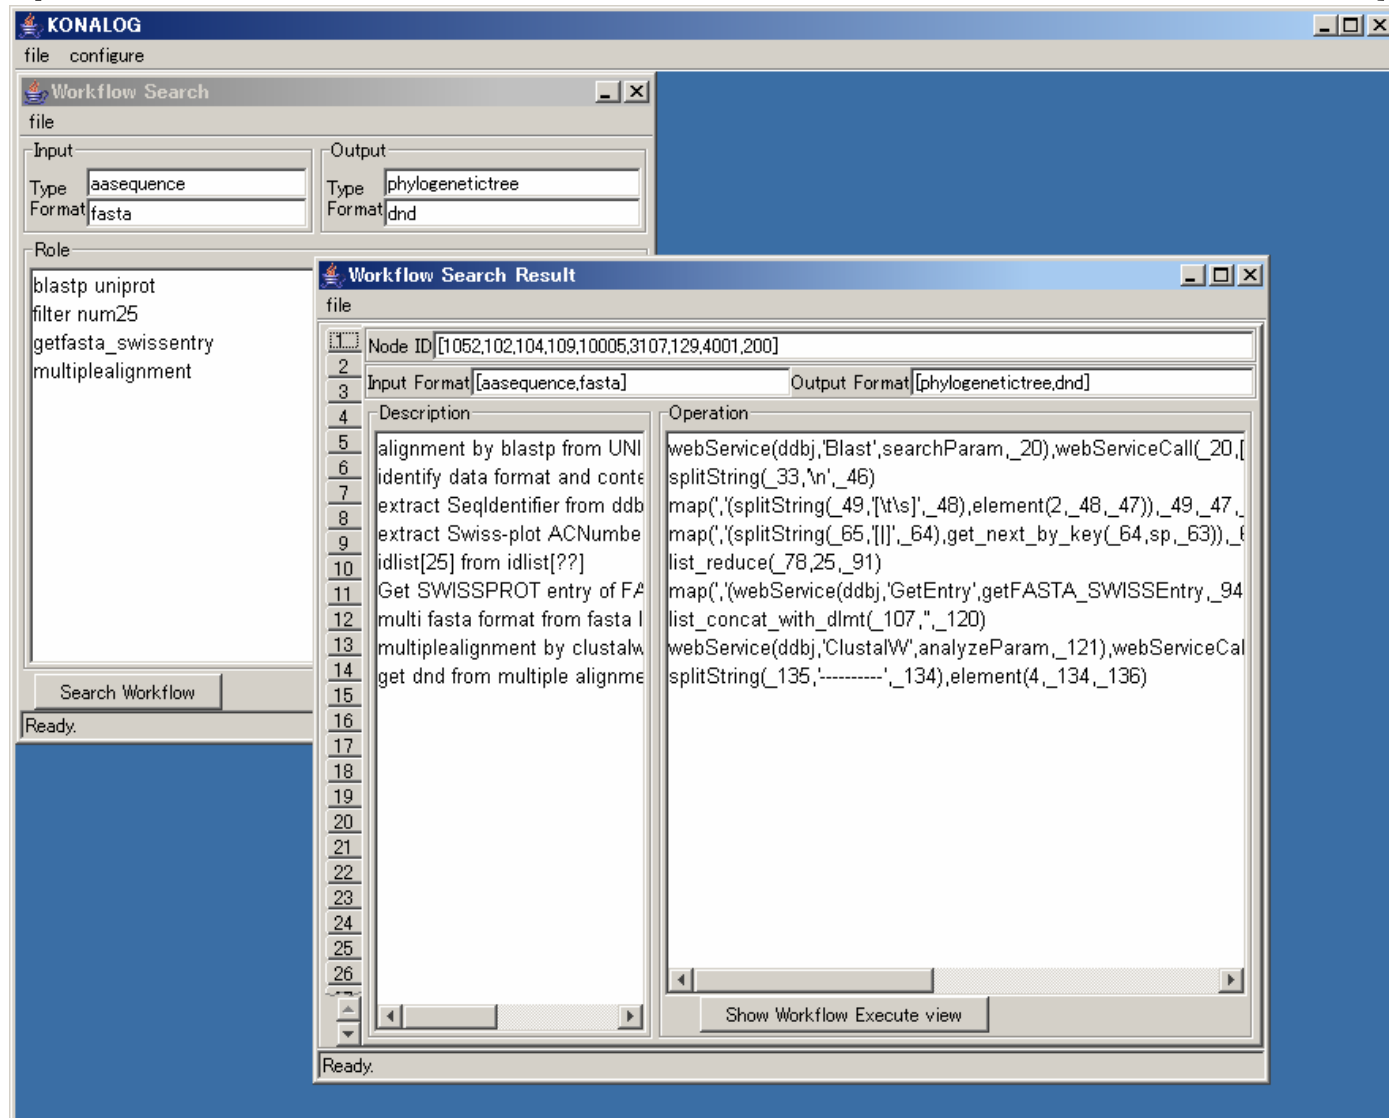 KONALOG
file configure
Workflow Search
file
Input
Type aasequence
Format fasta
Output
Type phylogenetictree
Format dnd
Role
blastp uniprot
filter num25
getfasta_swissentry
multiplealignment
Search Workflow
Ready.
Workflow Search Result
file
1
2
3
4
5
6
7
8
9
10
11
12
13
14
15
16
17
18
19
20
21
22
23
24
25
26
Node ID [1052,102,104,109,10005,3107,129,4001,200]
Input Format [aasequence,fasta] Output Format [phylogenetictree,dnd]
Description
alignment by blastp from UNI
identify data format and conte
extract SeqIdentifier from ddb
extract Swiss-plot ACNumbe
idlist[25] from idlist[??]
Get SWISSPROT entry of FA
multi fasta format from fasta l
multiplealignment by clustalw
get dnd from multiple alignme
Operation
webService(ddbj,'Blast',searchParam,_20),webServiceCall(_20,[
splitString(_33,'\n',_46)
map(','(splitString(_49,'[\t\s]',_48),element(2,_48,_47)),_49,_47,_
map(','(splitString(_65,'[|]',_64),get_next_by_key(_64,sp,_63)),_6
list_reduce(_78,25,_91)
map(','(webService(ddbj,'GetEntry',getFASTA_SWISSEntry,_94
list_concat_with_dlmt(_107,'',_120)
webService(ddbj,'ClustalW',analyzeParam,_121),webServiceCal
splitString(_135,'----------',_134),element(4,_134,_136)
Show Workflow Execute view
Ready.